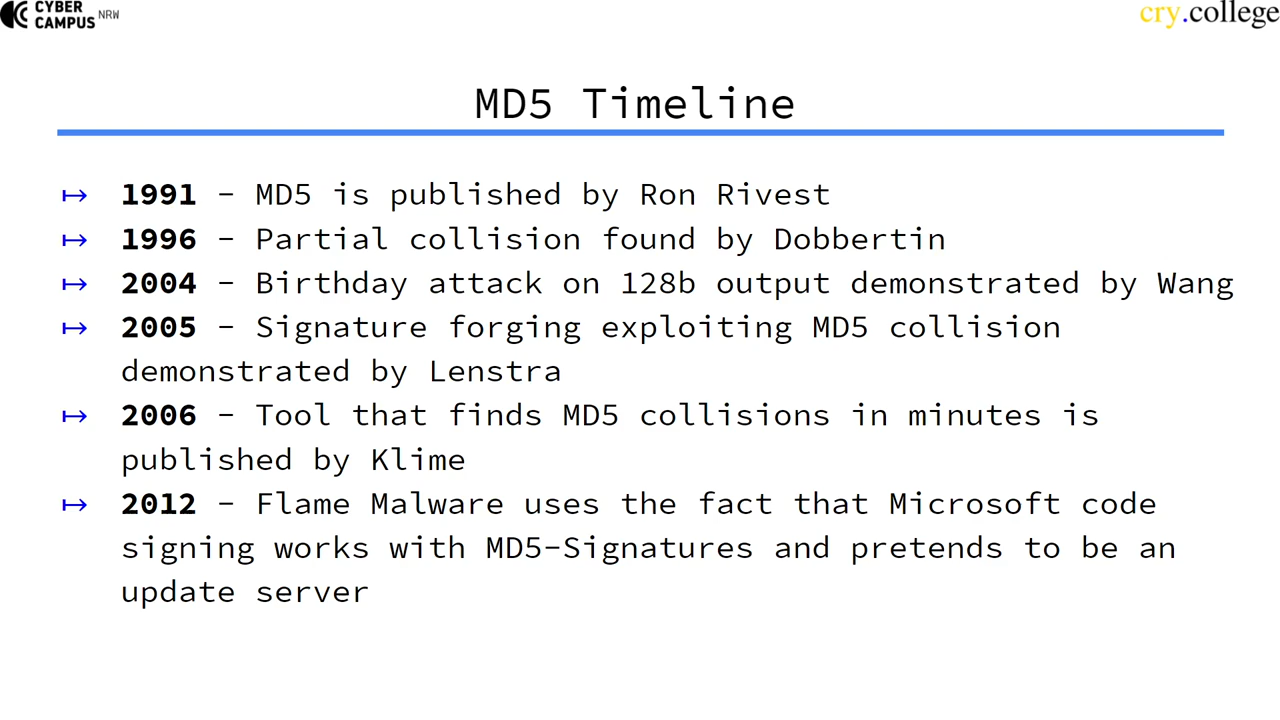 CYBER
CAMPUS NRW
cry.college
MD5 Timeline
↦ 1991 – MD5 is published by Ron Rivest
↦ 1996 – Partial collision found by Dobbertin
↦ 2004 – Birthday attack on 128b output demonstrated by Wang
↦ 2005 – Signature forging exploiting MD5 collision
demonstrated by Lenstra
↦ 2006 – Tool that finds MD5 collisions in minutes is
published by Klime
↦ 2012 – Flame Malware uses the fact that Microsoft code
signing works with MD5-Signatures and pretends to be an
update server